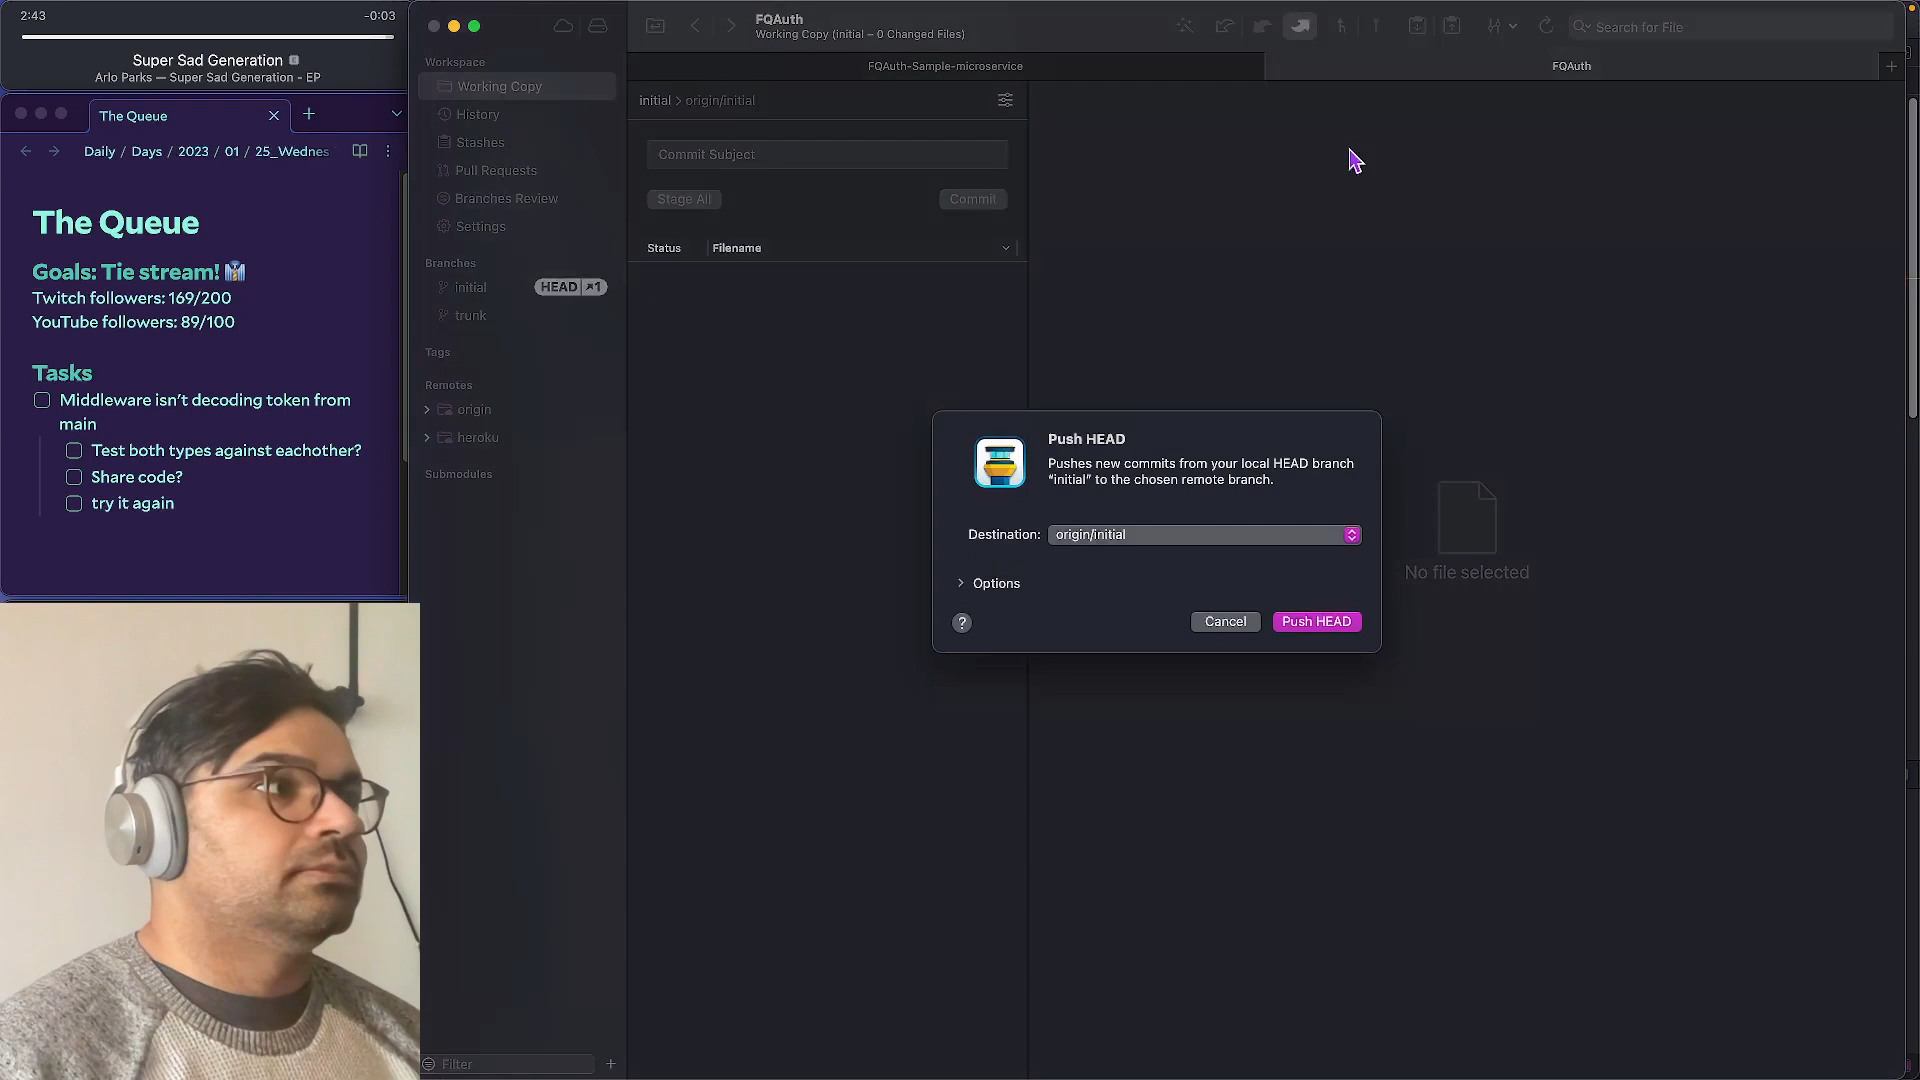 2:43
-0:03
Super Sad Generation
Arlo Parks — Super Sad Generation - EP
The Queue
Daily / Days / 2023 / 01 / 25_Wednes
The Queue
Goals: Tie stream! 👔
Twitch followers: 169/200
YouTube followers: 89/100
Tasks
Middleware isn't decoding token from
main
Test both types against eachother?
Share code?
try it again
Workspace
Working Copy
History
Stashes
Pull Requests
Branches Review
Settings
Branches
initial
HEAD ↗1
trunk
Tags
Remotes
origin
heroku
Submodules
Filter
FQAuth
Working Copy (initial – 0 Changed Files)
Search for File
FQAuth-Sample-microservice
FQAuth
initial > origin/initial
Commit Subject
Stage All
Commit
Status
Filename
No file selected
Push HEAD
Pushes new commits from your local HEAD branch
“initial” to the chosen remote branch.
Destination:
origin/initial
Options
?
Cancel
Push HEAD